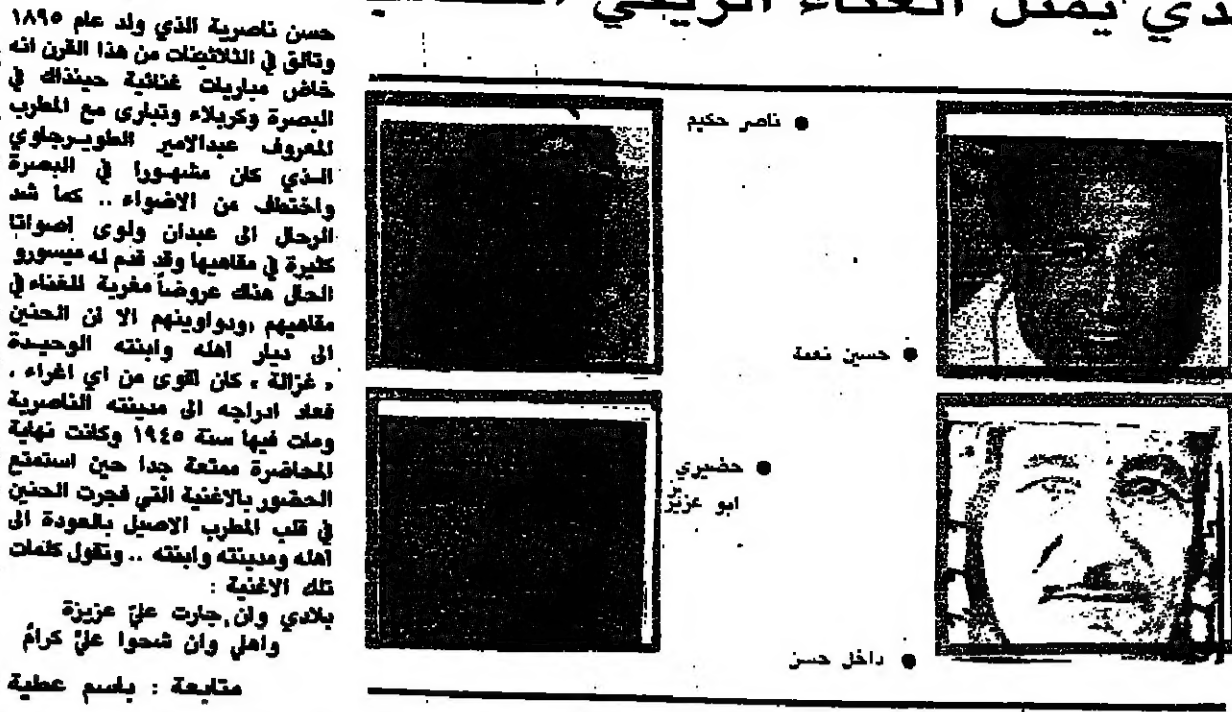 دي يمثل الغناء الريفي
ناصر حكيم
حسين نعمة
حضيري
ابو عزيز
داخل حسن
حسن ناصرية الذي ولد عام ١٨٩٥
وتألق في الثلاثينات من هذا القرن انه
خاض مباريات غنائية حينذاك في
البصرة وكربلاء وتبارى مع المطرب
المعروف عبدالامير الطويرجاوي
الذي كان مشهورا في البصرة
واختطف من الاضواء .. كما شد
الرحال الى عبدان ولوى اصواتا
كثيرة في مقاهيها وقد قدم له ميسورو
الحال هناك عروضاً مغرية للغناء في
مقاهيهم ودواوينهم الا ان الحنين
الى ديار اهله وابنته الوحيدة
، غزالة ، كان اقوى من اي اغراء .
فعاد ادراجه الى مدينته الناصرية
ومات فيها سنة ١٩٤٥ وكانت نهاية
المحاضرة ممتعة جدا حين استمتع
الحضور بالاغنية التي فجرت الحنين
في قلب المطرب الاصيل بالعودة الى
اهله ومدينته وابنته .. وتقول كلمات
تلك الاغنية :
بلادي وان جارت عليّ عزيزة
واهلي وان شحوا عليّ كرامُ
متابعة : باسم عطية